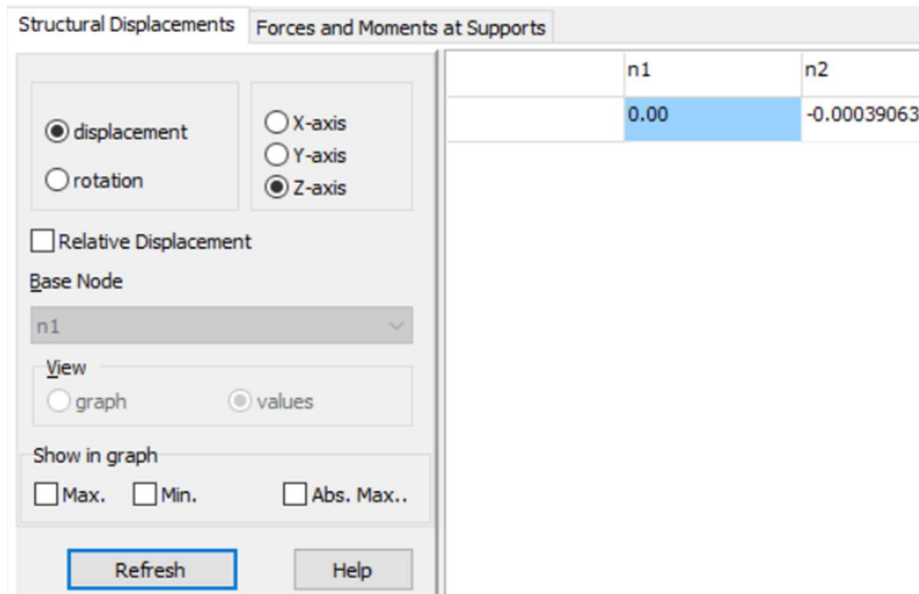 Structural Displacements Forces and Moments at Supports
n1 n2
0.00 -0.00039063
displacement
rotation
X-axis
Y-axis
Z-axis
Relative Displacement
Base Node
n1
View
graph values
Show in graph
Max. Min. Abs. Max..
Refresh Help